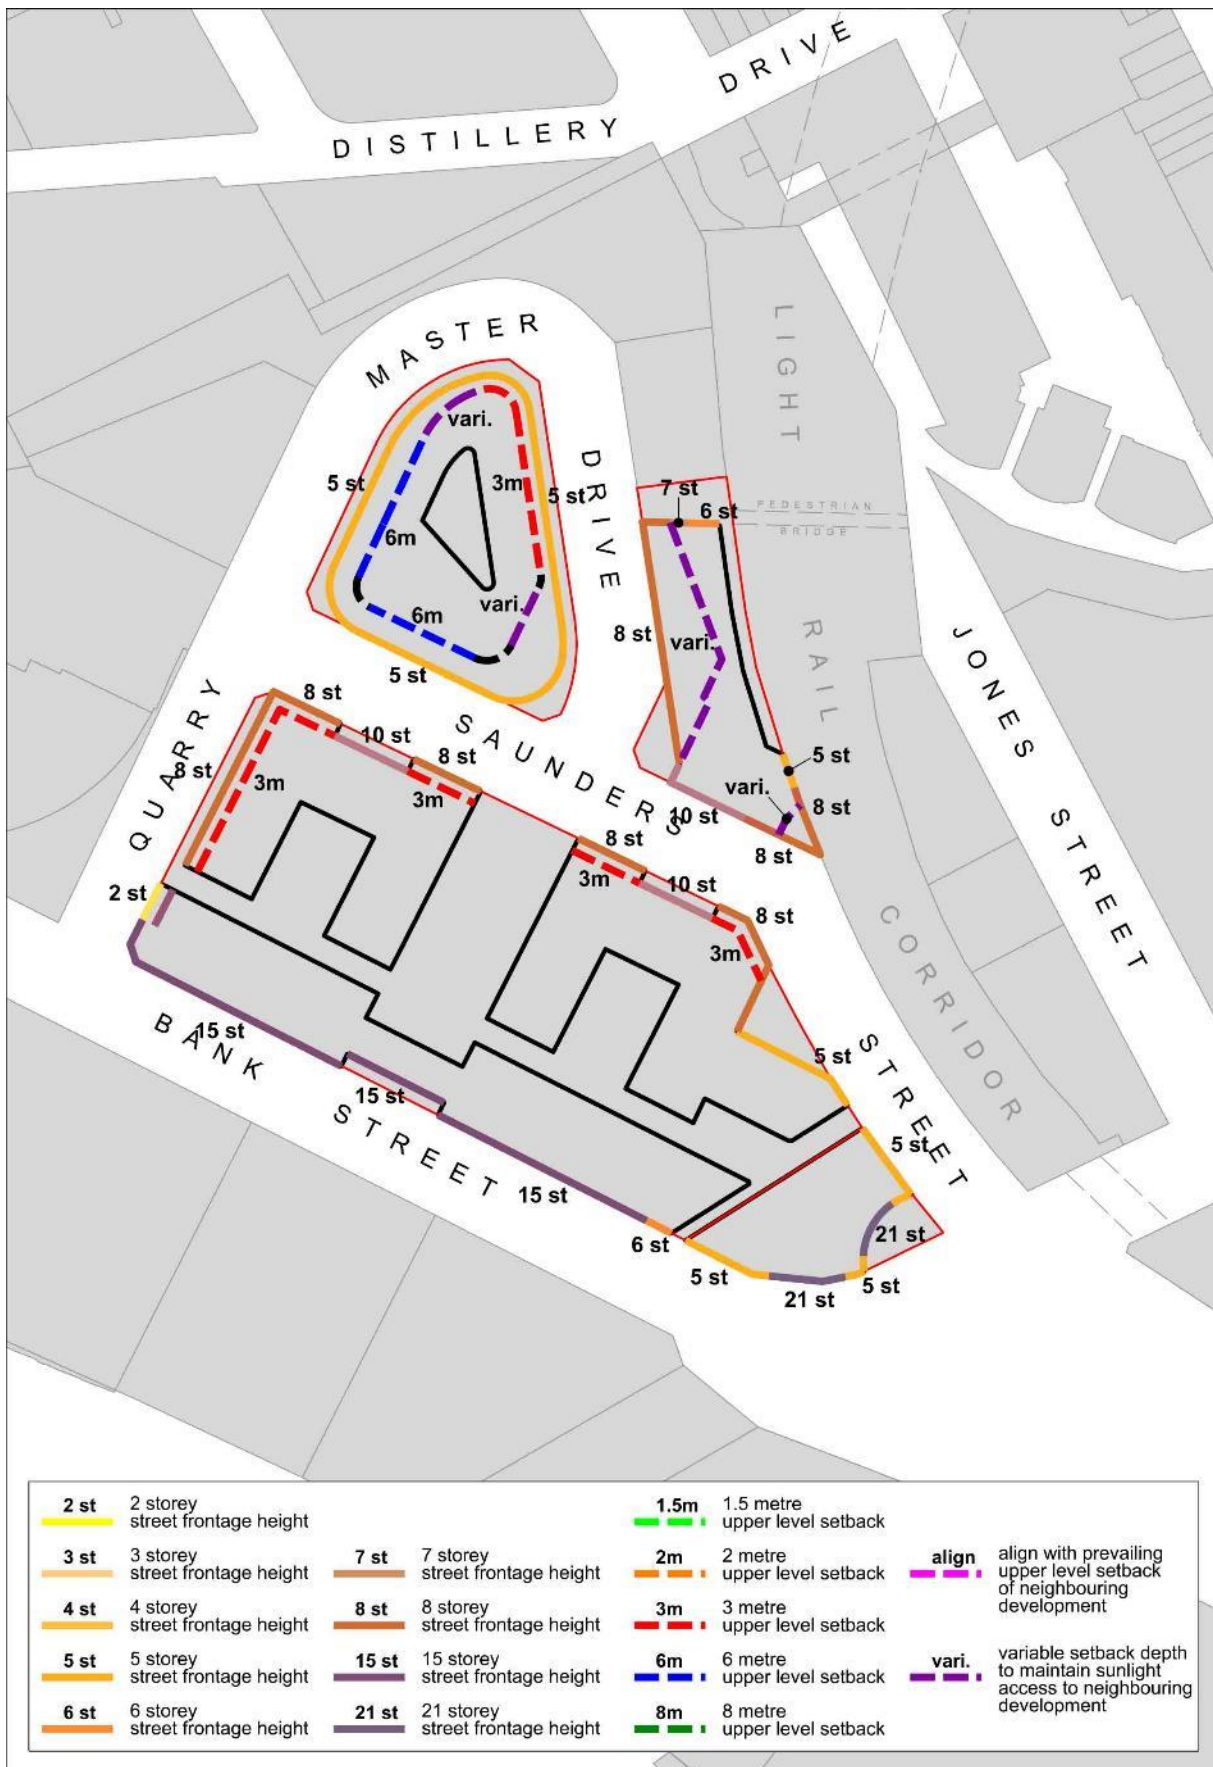 DRIVE
DISTILLERY
MASTER
LIGHT
vari.
5 st
3m
5 st
DRIVE
7 st
6 st
PEDESTRIAN
BRIDGE
6m
vari.
6m
5 st
8 st
vari.
RAIL
JONES
QUARRY
8 st
10 st
8 st
SAUNDERS
8 st
3m
3m
5 st
vari.
8 st
10 st
8 st
8 st
3m
10 st
8 st
3m
2 st
STREET
CORRIDOR
BANK
15 st
15 st
STREET
15 st
5 st
STREET
5 st
6 st
5 st
21 st
21 st
5 st
2 st
2 storey
street frontage height
3 st
3 storey
street frontage height
4 st
4 storey
street frontage height
5 st
5 storey
street frontage height
6 st
6 storey
street frontage height
7 st
7 storey
street frontage height
8 st
8 storey
street frontage height
15 st
15 storey
street frontage height
21 st
21 storey
street frontage height
1.5m
1.5 metre
upper level setback
2m
2 metre
upper level setback
3m
3 metre
upper level setback
6m
6 metre
upper level setback
8m
8 metre
upper level setback
align
align with prevailing
upper level setback
of neighbouring
development
vari.
variable setback depth
to maintain sunlight
access to neighbouring
development